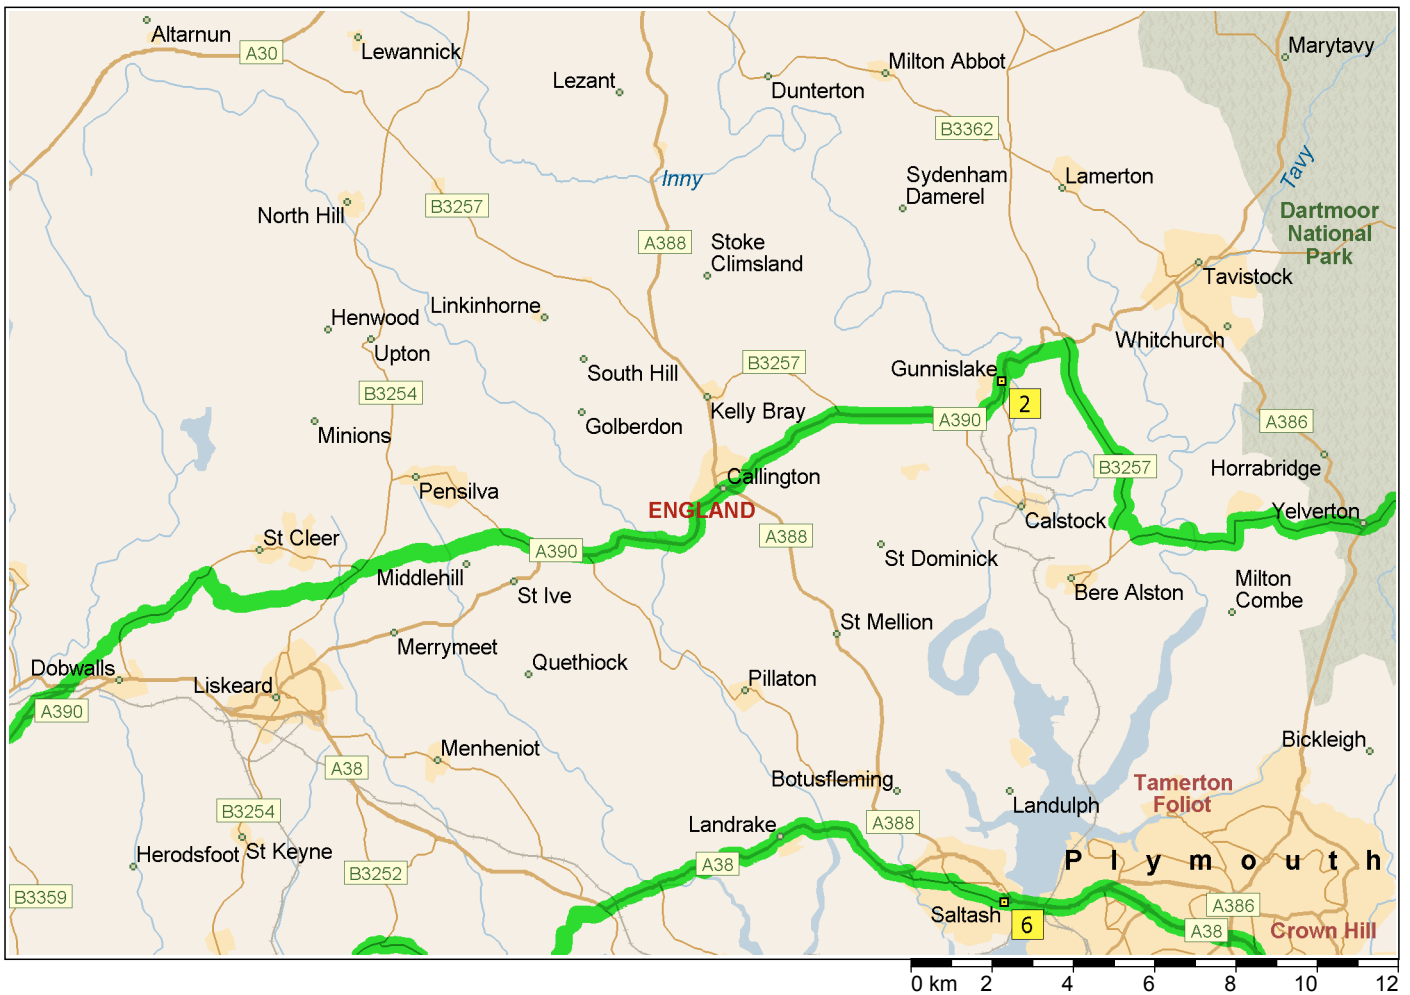 Altarnun
A30
Lewannick
Lezant
Dunterton
Milton Abbot
Marytavy
B3362
Inny
Sydenham
Damerel
Lamerton
Tavy
North Hill
B3257
A388
Stoke
Climsland
Dartmoor
National
Park
Tavistock
Henwood
Linkinhorne
Upton
Whitchurch
South Hill
B3257
Gunnislake
B3254
Kelly Bray
2
A390
A386
Minions
Golberdon
Pensilva
Callington
B3257
Horrabridge
ENGLAND
Calstock
Yelverton
St Cleer
A390
A388
St Dominick
Middlehill
St Ive
Bere Alston
Milton
Combe
St Mellion
Merrymeet
Dobwalls
Quethiock
Liskeard
Pillaton
A390
Menheniot
Bickleigh
A38
Botusfleming
Tamerton
Foliot
Landulph
B3254
Landrake
A388
Herodsfoot
St Keyne
A38
Plymouth
B3252
B3359
Saltash
6
A386
A38
Crown Hill
0 km 2 4 6 8 10 12